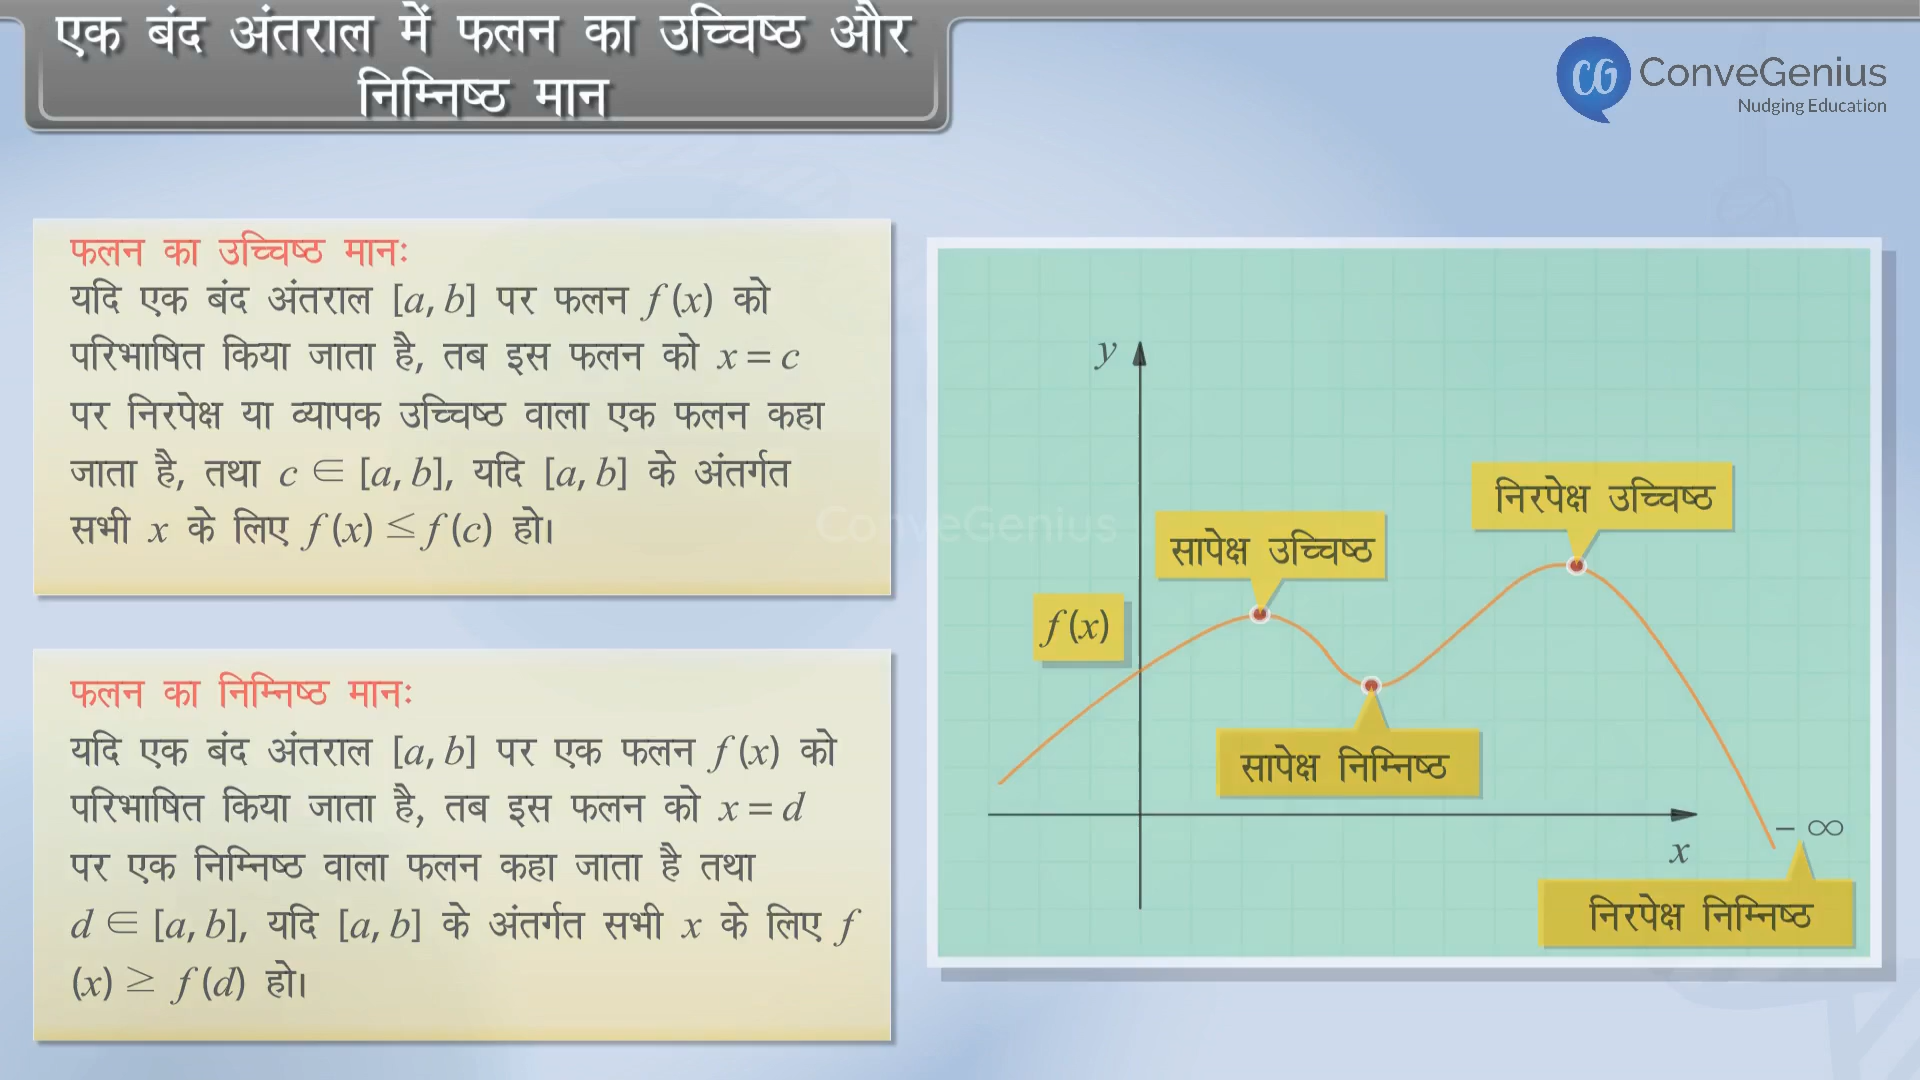 एक बंद अंतराल में फलन का उच्चिष्ठ और
निम्निष्ठ मान
CG ConveGenius
Nudging Education
फलन का उच्चिष्ठ मानः
यदि एक बंद अंतराल [a, b] पर फलन f (x) को
परिभाषित किया जाता है, तब इस फलन को x = c
पर निरपेक्ष या व्यापक उच्चिष्ठ वाला एक फलन कहा
जाता है, तथा c ∈ [a, b], यदि [a, b] के अंतर्गत
सभी x के लिए f (x) ≤ f (c) हो।
फलन का निम्निष्ठ मानः
यदि एक बंद अंतराल [a, b] पर एक फलन f (x) को
परिभाषित किया जाता है, तब इस फलन को x = d
पर एक निम्निष्ठ वाला फलन कहा जाता है तथा
d ∈ [a, b], यदि [a, b] के अंतर्गत सभी x के लिए f
(x) ≥ f (d) हो।
ConveGenius
y
निरपेक्ष उच्चिष्ठ
सापेक्ष उच्चिष्ठ
f (x)
सापेक्ष निम्निष्ठ
– ∞
x
निरपेक्ष निम्निष्ठ